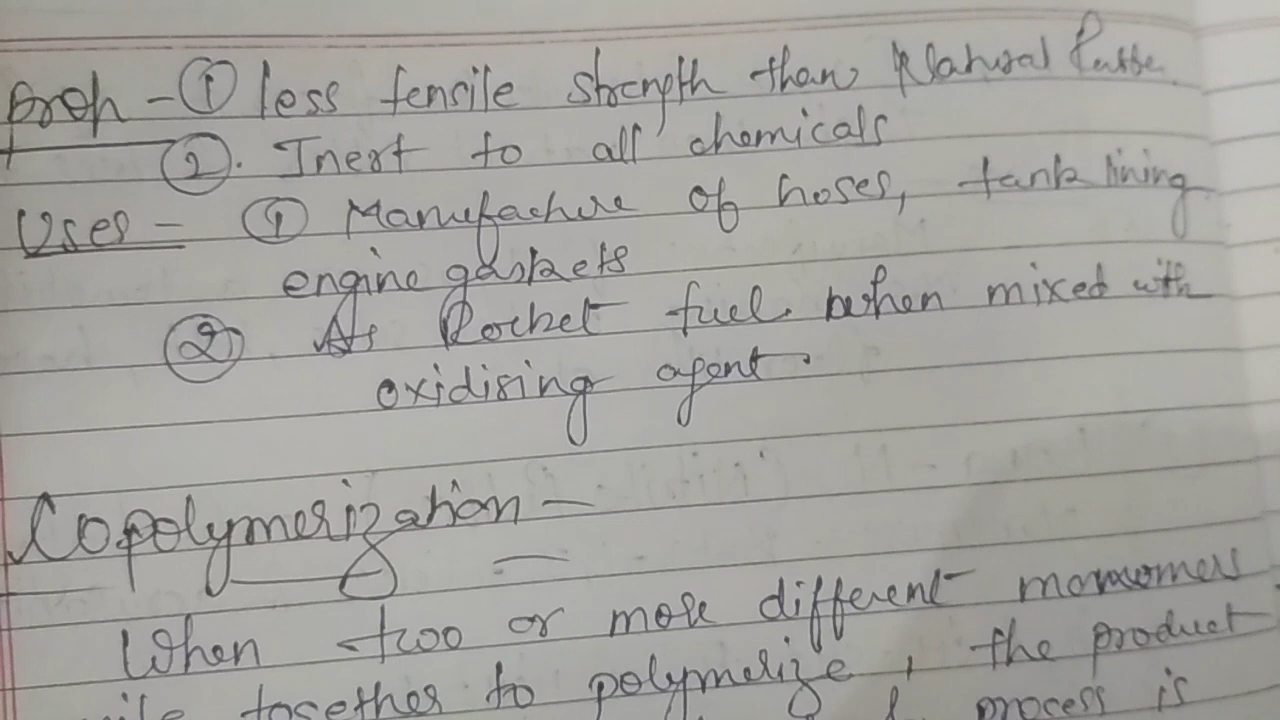 Prop - ① less tensile strength than Natural Rubbe
②. Inert to all chemicals
Uses - ① Manufacture of hoses, tank lining
engine gaskets
② As Rocket fuel when mixed with
oxidising agent.
Copolymerization -
When two or more different monomers
together to polymerize, the product
process is